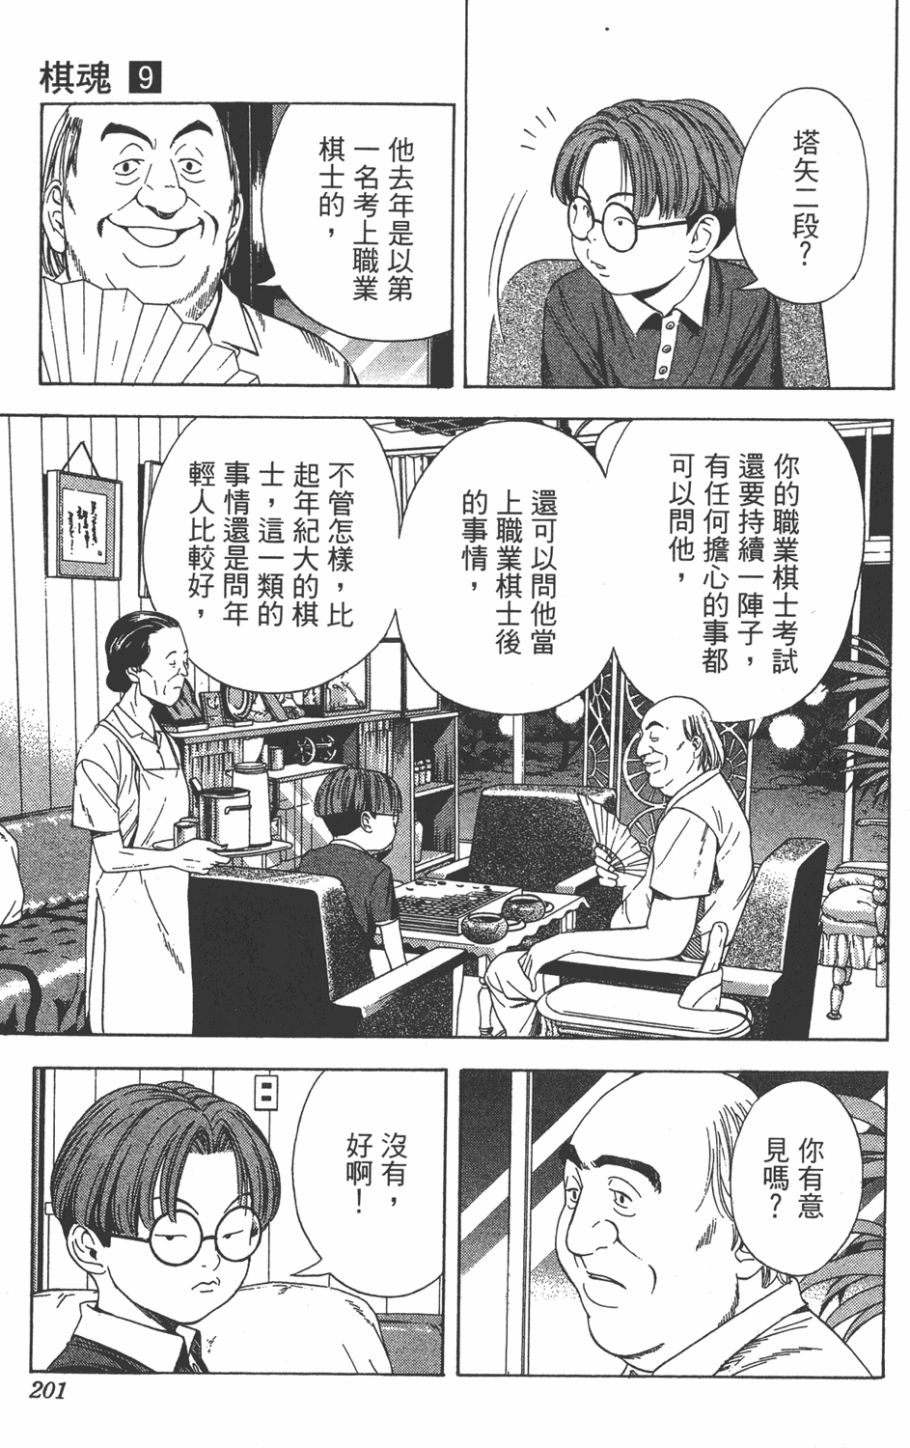 棋魂 9
塔矢二段？
他去年是以第
一名考上職業
棋士的，
你的職業棋士考試
還要持續一陣子，
有任何擔心的事都
可以問他，
還可以問他當
上職業棋士後
的事情，
不管怎樣，比
起年紀大的棋
士，這一類的
事情還是問年
輕人比較好，
你有意
見嗎？
沒有，
好啊！
201